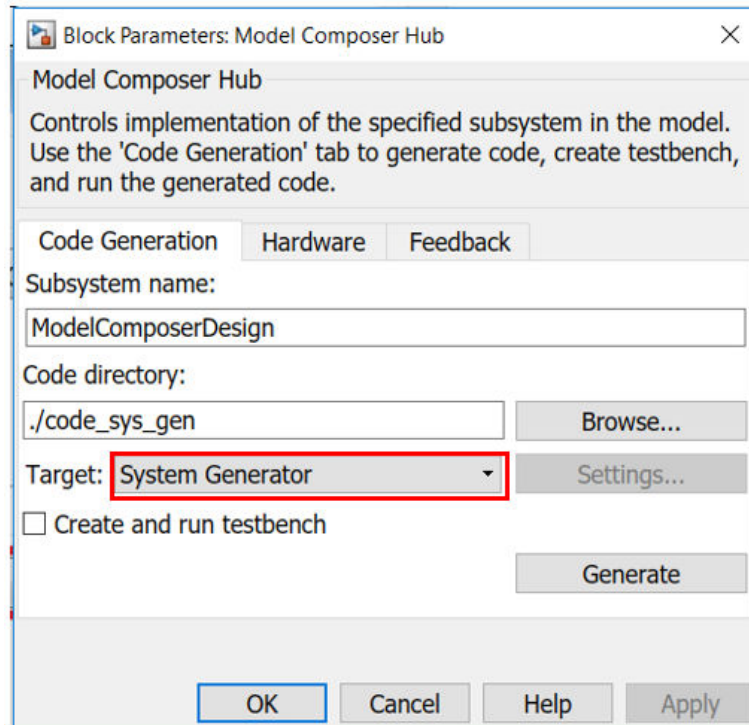 Block Parameters: Model Composer Hub
Model Composer Hub
Controls implementation of the specified subsystem in the model.
Use the 'Code Generation' tab to generate code, create testbench,
and run the generated code.
Code Generation Hardware Feedback
Subsystem name:
ModelComposerDesign
Code directory:
./code_sys_gen Browse...
Target: System Generator Settings...
Create and run testbench
Generate
OK Cancel Help Apply